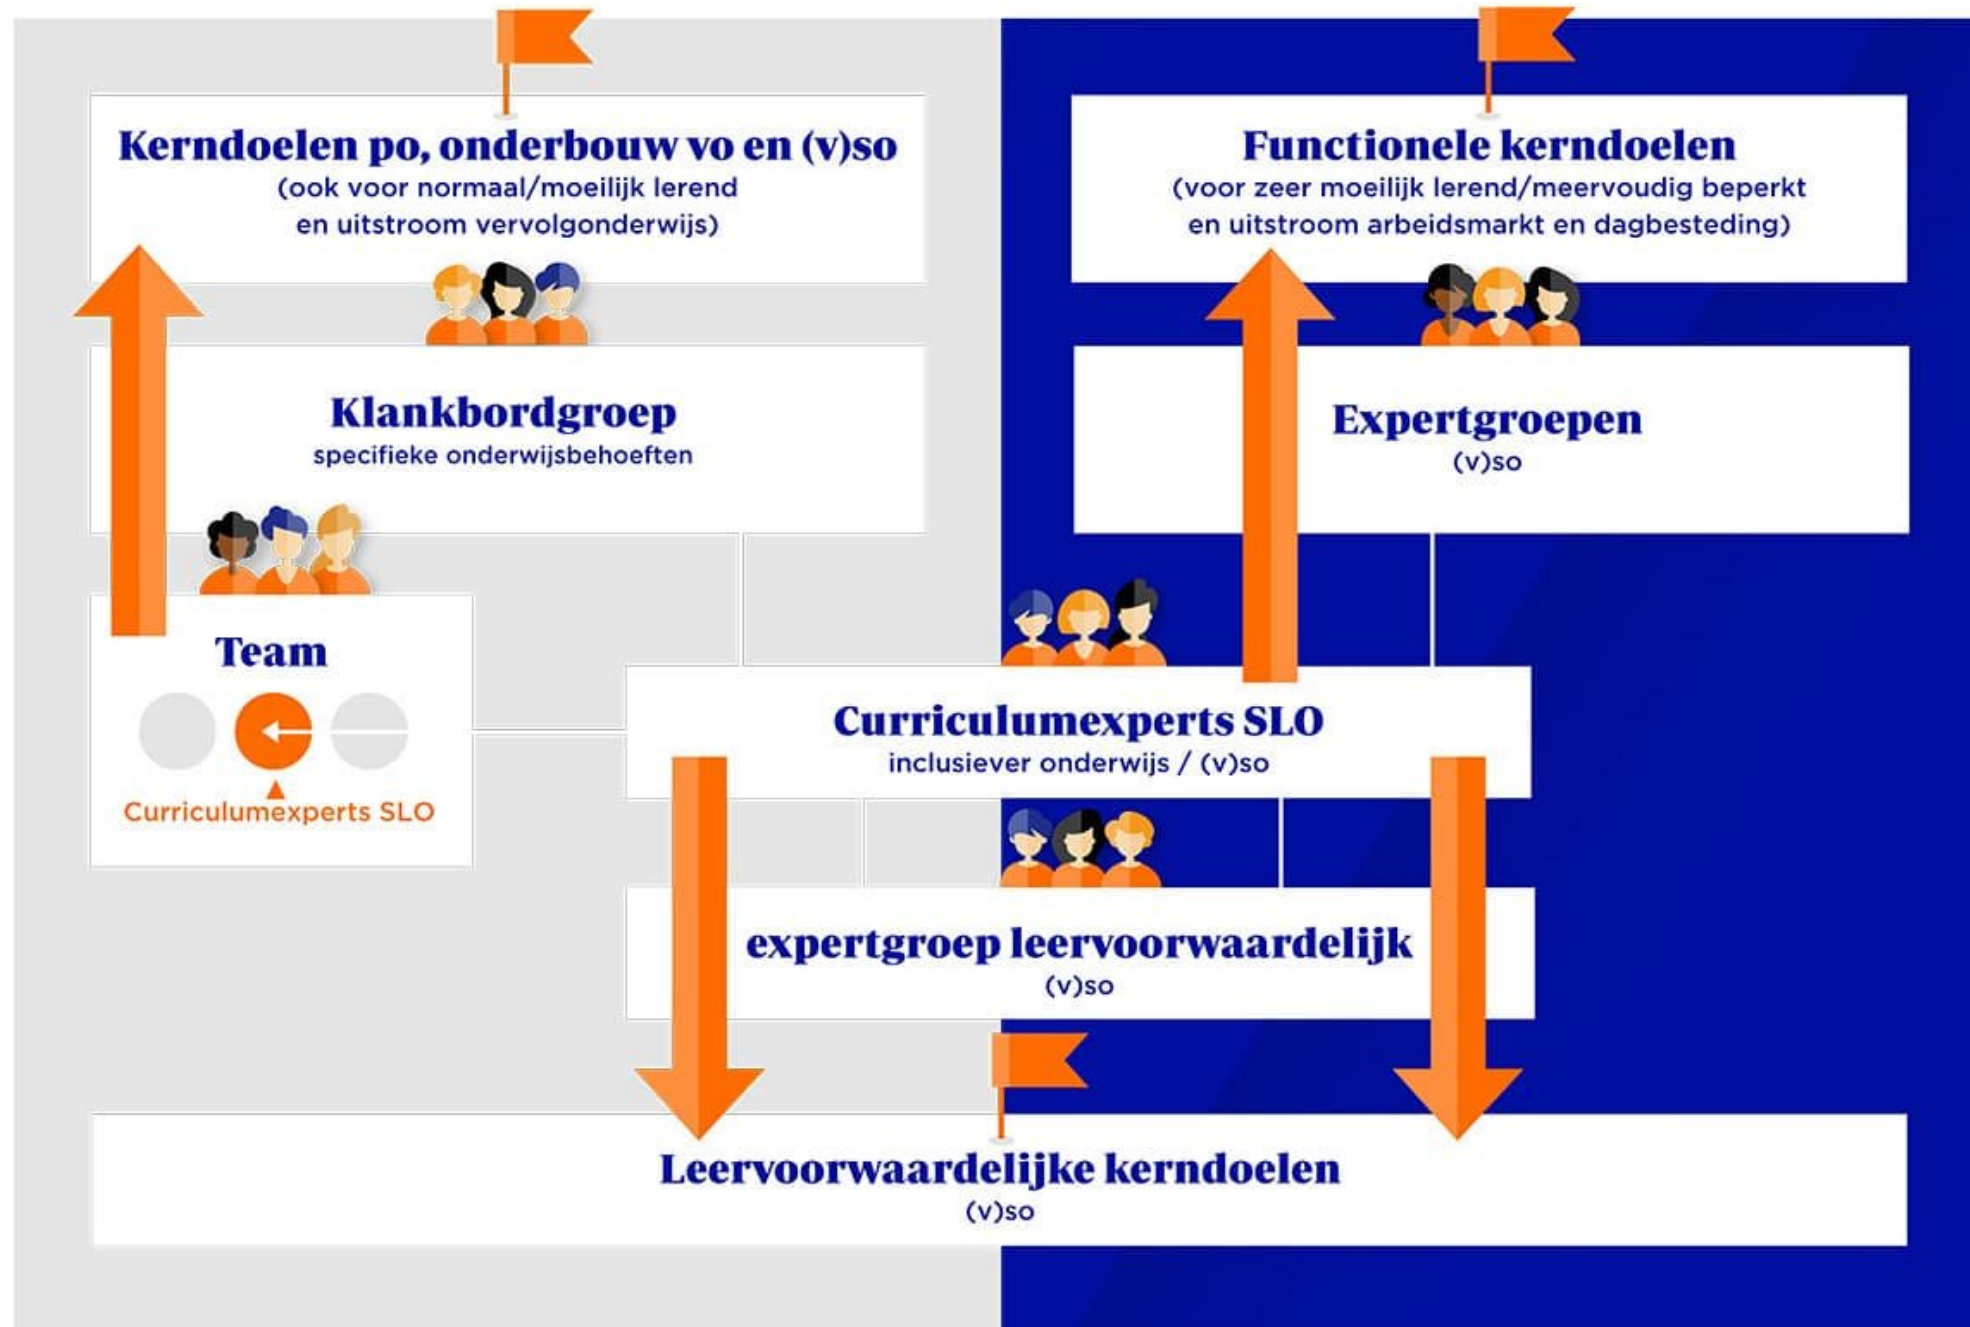 Kerndoelen po, onderbouw vo en (v)so
(ook voor normaal/moeilijk lerend
en uitstroom vervolgonderwijs)
Functionele kerndoelen
(voor zeer moeilijk lerend/meervoudig beperkt
en uitstroom arbeidsmarkt en dagbesteding)
Klankbordgroep
specifieke onderwijsbehoeften
Expertgroepen
(v)so
Team
Curriculumexperts SLO
Curriculumexperts SLO
inclusiever onderwijs / (v)so
expertgroep leervoorwaardelijk
(v)so
Leervoorwaardelijke kerndoelen
(v)so